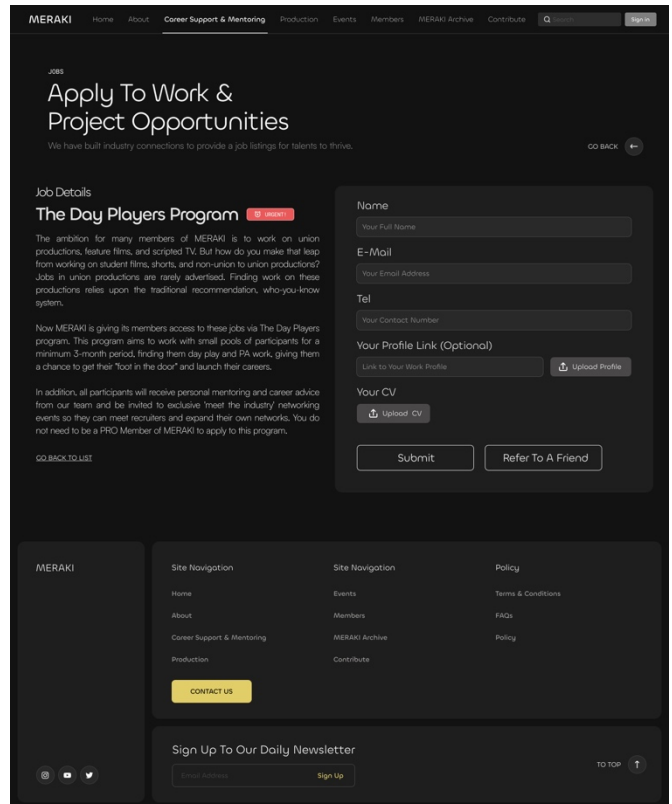 MERAKI Home About Career Support & Mentoring Production Events Members MERAKI Archive Contribute Search Sign in
JOBS
Apply To Work &
Project Opportunities
We have built industry connections to provide a job listings for talents to thrive.
GO BACK
Job Details
The Day Players Program URGENT!
The ambition for many members of MERAKI is to work on union
productions, feature films, and scripted TV. But how do you make that leap
from working on student films, shorts, and non-union to union productions?
Jobs in union productions are rarely advertised. Finding work on these
productions relies upon the traditional recommendation, who-you-know
system.
Now MERAKI is giving its members access to these jobs via The Day Players
program. This program aims to work with small pools of participants for a
minimum 3-month period, finding them day play and PA work, giving them
a chance to get their "foot in the door" and launch their careers.
In addition, all participants will receive personal mentoring and career advice
from our team and be invited to exclusive 'meet the industry' networking
events so they can meet recruiters and expand their own networks. You do
not need to be a PRO Member of MERAKI to apply to this program.
GO BACK TO LIST
Name
Your Full Name
E-Mail
Your Email Address
Tel
Your Contact Number
Your Profile Link (Optional)
Link to Your Work Profile
Upload Profile
Your CV
Upload CV
Submit
Refer To A Friend
MERAKI
Site Navigation
Home
About
Career Support & Mentoring
Production
CONTACT US
Site Navigation
Events
Members
MERAKI Archive
Contribute
Policy
Terms & Conditions
FAQs
Policy
Sign Up To Our Daily Newsletter
Email Address
Sign Up
TO TOP